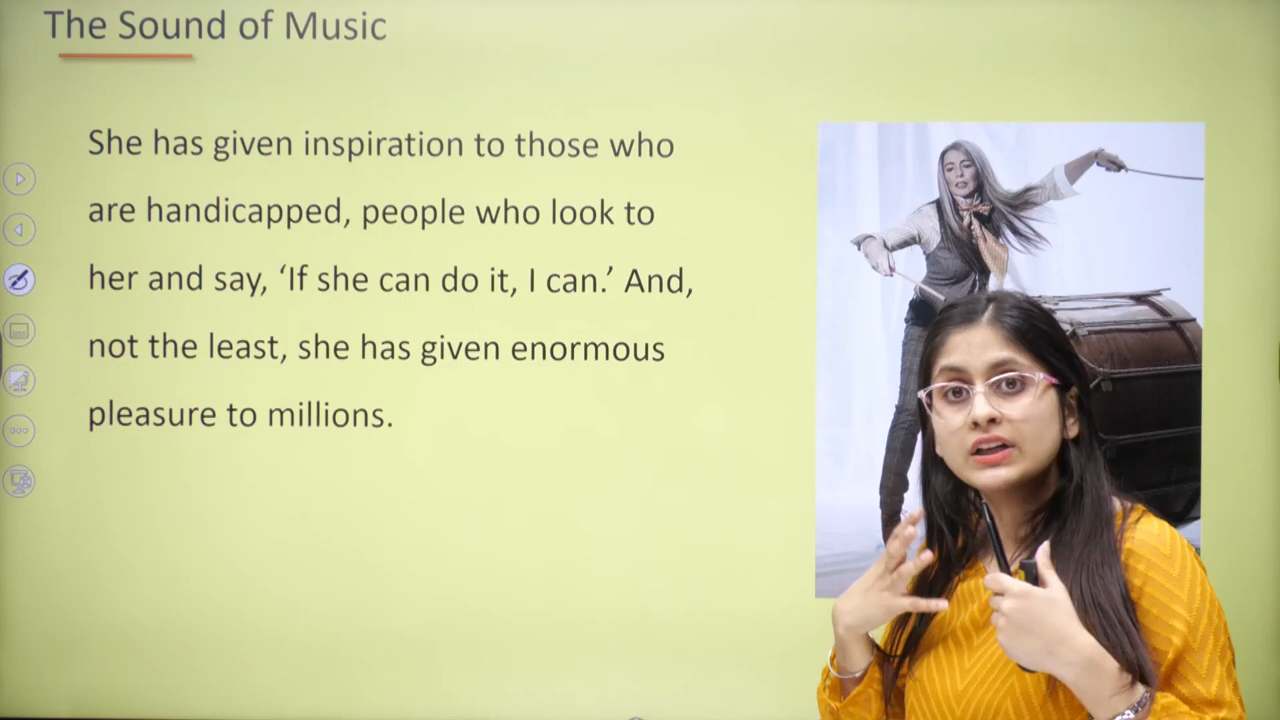 The Sound of Music
She has given inspiration to those who
are handicapped, people who look to
her and say, ‘If she can do it, I can.’ And,
not the least, she has given enormous
pleasure to millions.